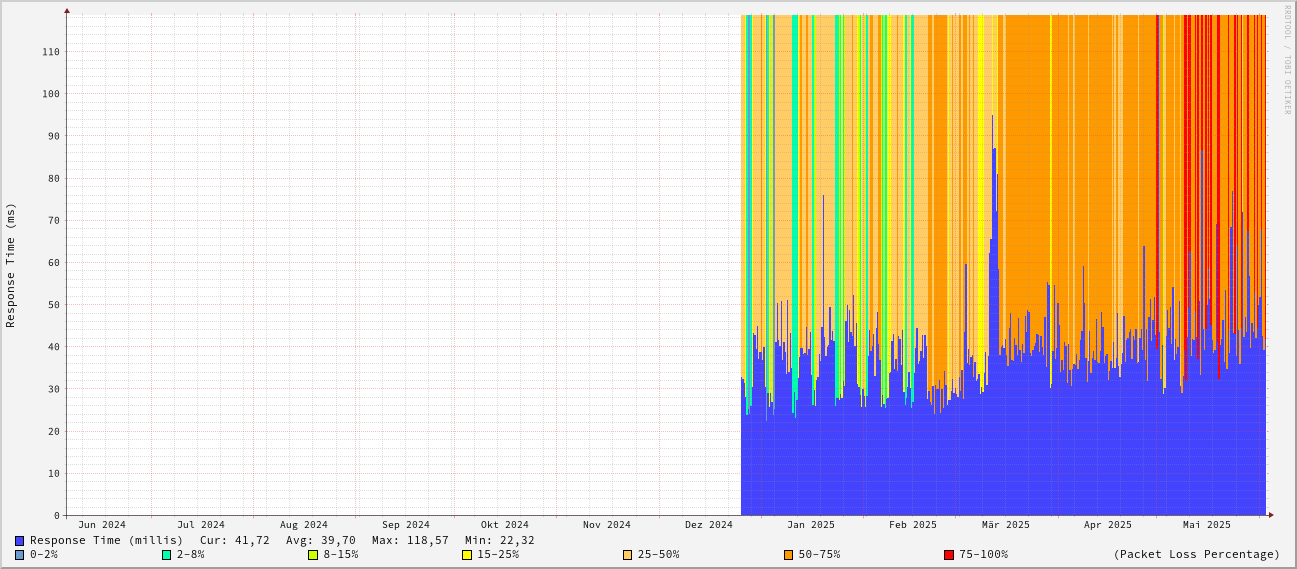 RRDTOOL / TOBI OETIKER
Response Time (ms)
110
100
90
80
70
60
50
40
30
20
10
0
Jun 2024 Jul 2024 Aug 2024 Sep 2024 Okt 2024 Nov 2024 Dez 2024 Jan 2025 Feb 2025 Mär 2025 Apr 2025 Mai 2025
Response Time (millis) Cur: 41,72 Avg: 39,70 Max: 118,57 Min: 22,32
0-2% 2-8% 8-15% 15-25% 25-50% 50-75% 75-100% (Packet Loss Percentage)